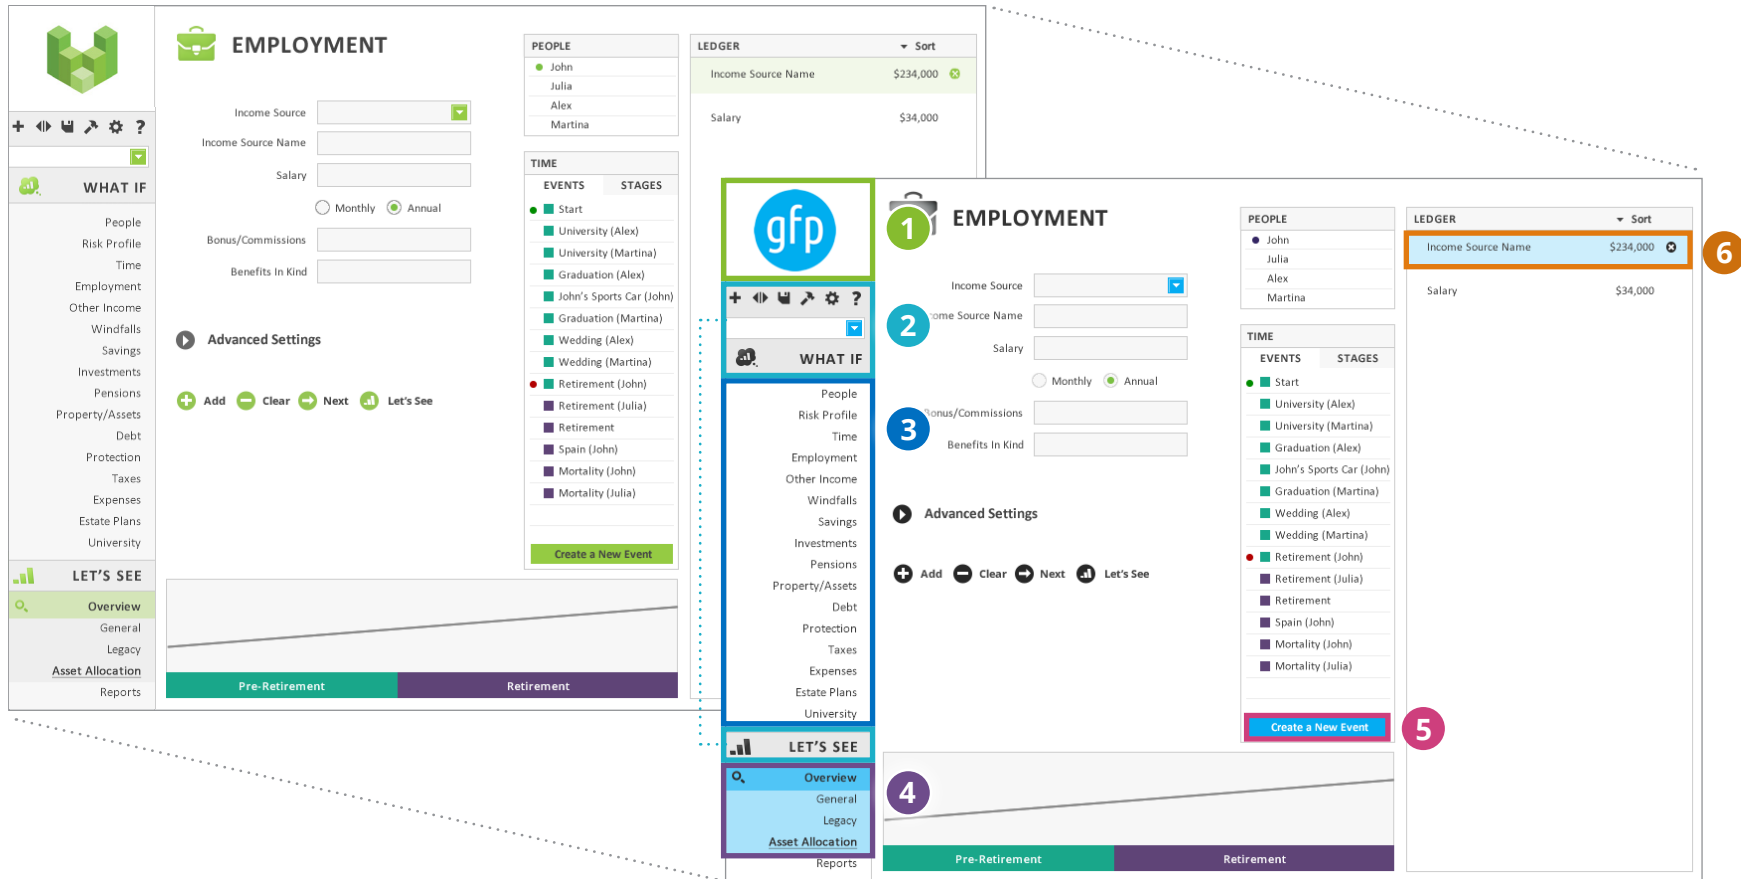 EMPLOYMENT
Income Source
Income Source Name
Salary
Monthly
Annual
Bonus/Commissions
Benefits In Kind
Advanced Settings
Add
Clear
Next
Let's See
?
WHAT IF
People
Risk Profile
Time
Employment
Other Income
Windfalls
Savings
Investments
Pensions
Property/Assets
Debt
Protection
Taxes
Expenses
Estate Plans
University
LET'S SEE
Overview
General
Legacy
Asset Allocation
Reports
PEOPLE
John
Julia
Alex
Martina
TIME
EVENTS
STAGES
Start
University (Alex)
University (Martina)
Graduation (Alex)
John's Sports Car (John)
Graduation (Martina)
Wedding (Alex)
Wedding (Martina)
Retirement (John)
Retirement (Julia)
Retirement
Spain (John)
Mortality (John)
Mortality (Julia)
Create a New Event
Pre-Retirement
Retirement
LEDGER
Sort
Income Source Name $234,000
Salary $34,000
gfp
1
?
2
WHAT IF
3
People
Risk Profile
Time
Employment
Other Income
Windfalls
Savings
Investments
Pensions
Property/Assets
Debt
Protection
Taxes
Expenses
Estate Plans
University
LET'S SEE
4
Overview
General
Legacy
Asset Allocation
Reports
EMPLOYMENT
Income Source
ome Source Name
Salary
Monthly
Annual
Bonus/Commissions
Benefits In Kind
Advanced Settings
Add
Clear
Next
Let's See
PEOPLE
John
Julia
Alex
Martina
TIME
EVENTS
STAGES
Start
University (Alex)
University (Martina)
Graduation (Alex)
John's Sports Car (John)
Graduation (Martina)
Wedding (Alex)
Wedding (Martina)
Retirement (John)
Retirement (Julia)
Retirement
Spain (John)
Mortality (John)
Mortality (Julia)
Create a New Event
5
Pre-Retirement
Retirement
LEDGER
Sort
Income Source Name $234,000
6
Salary $34,000